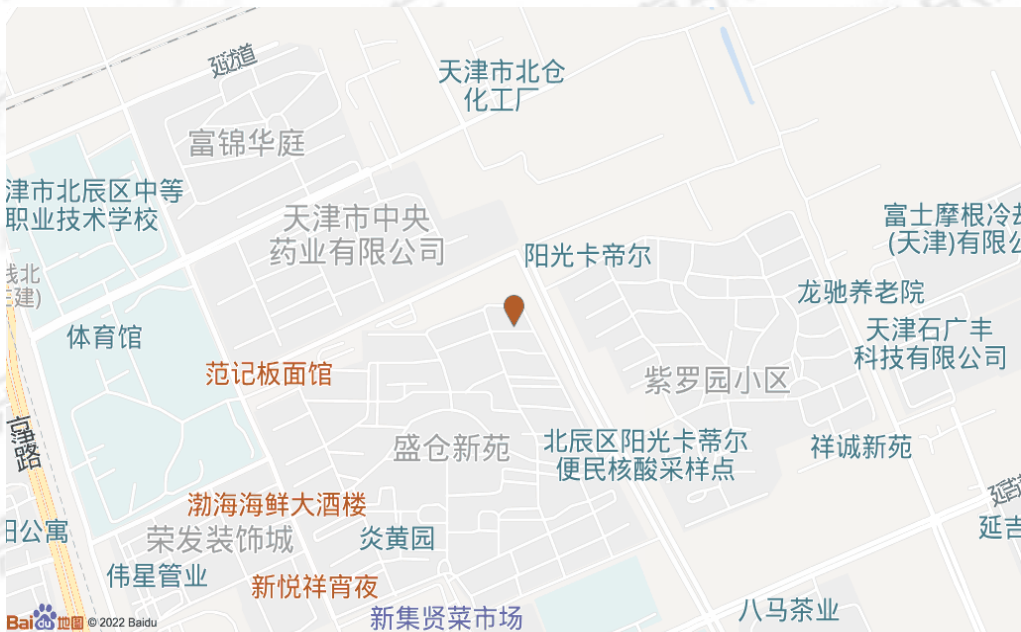 天津市北仓
化工厂
富锦华庭
津市北辰区中等
职业技术学校
天津市中央
药业有限公司
富士摩根冷却
(天津)有限公
阳光卡帝尔
龙驰养老院
体育馆
天津石广丰
科技有限公司
范记板面馆
紫罗园小区
京津路
盛仓新苑
北辰区阳光卡蒂尔
便民核酸采样点
祥诚新苑
渤海海鲜大酒楼
阳公寓
荣发装饰城
炎黄园
延吉
伟星管业
新悦祥宵夜
新集贤菜市场
八马茶业
Bai du 地图 © 2022 Baidu